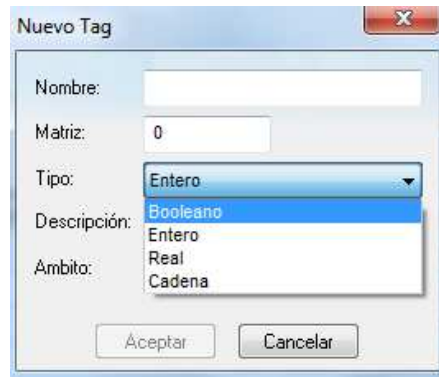 Nuevo Tag
Nombre:
Matriz: 0
Tipo: Entero
Booleano
Descripción:
Entero
Real
Ambito:
Cadena
Aceptar Cancelar